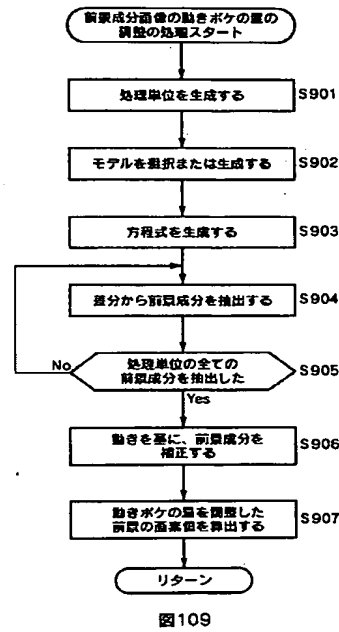 前景成分画像の動きボケの量の
調整の処理スタート
処理単位を生成する
S901
モデルを選択または生成する
S902
方程式を生成する
S903
差分から前景成分を抽出する
S904
処理単位の全ての
前景成分を抽出した
S905
No
Yes
動きを基に、前景成分を
補正する
S906
動きボケの量を調整した
前景の画素値を算出する
S907
リターン
図109